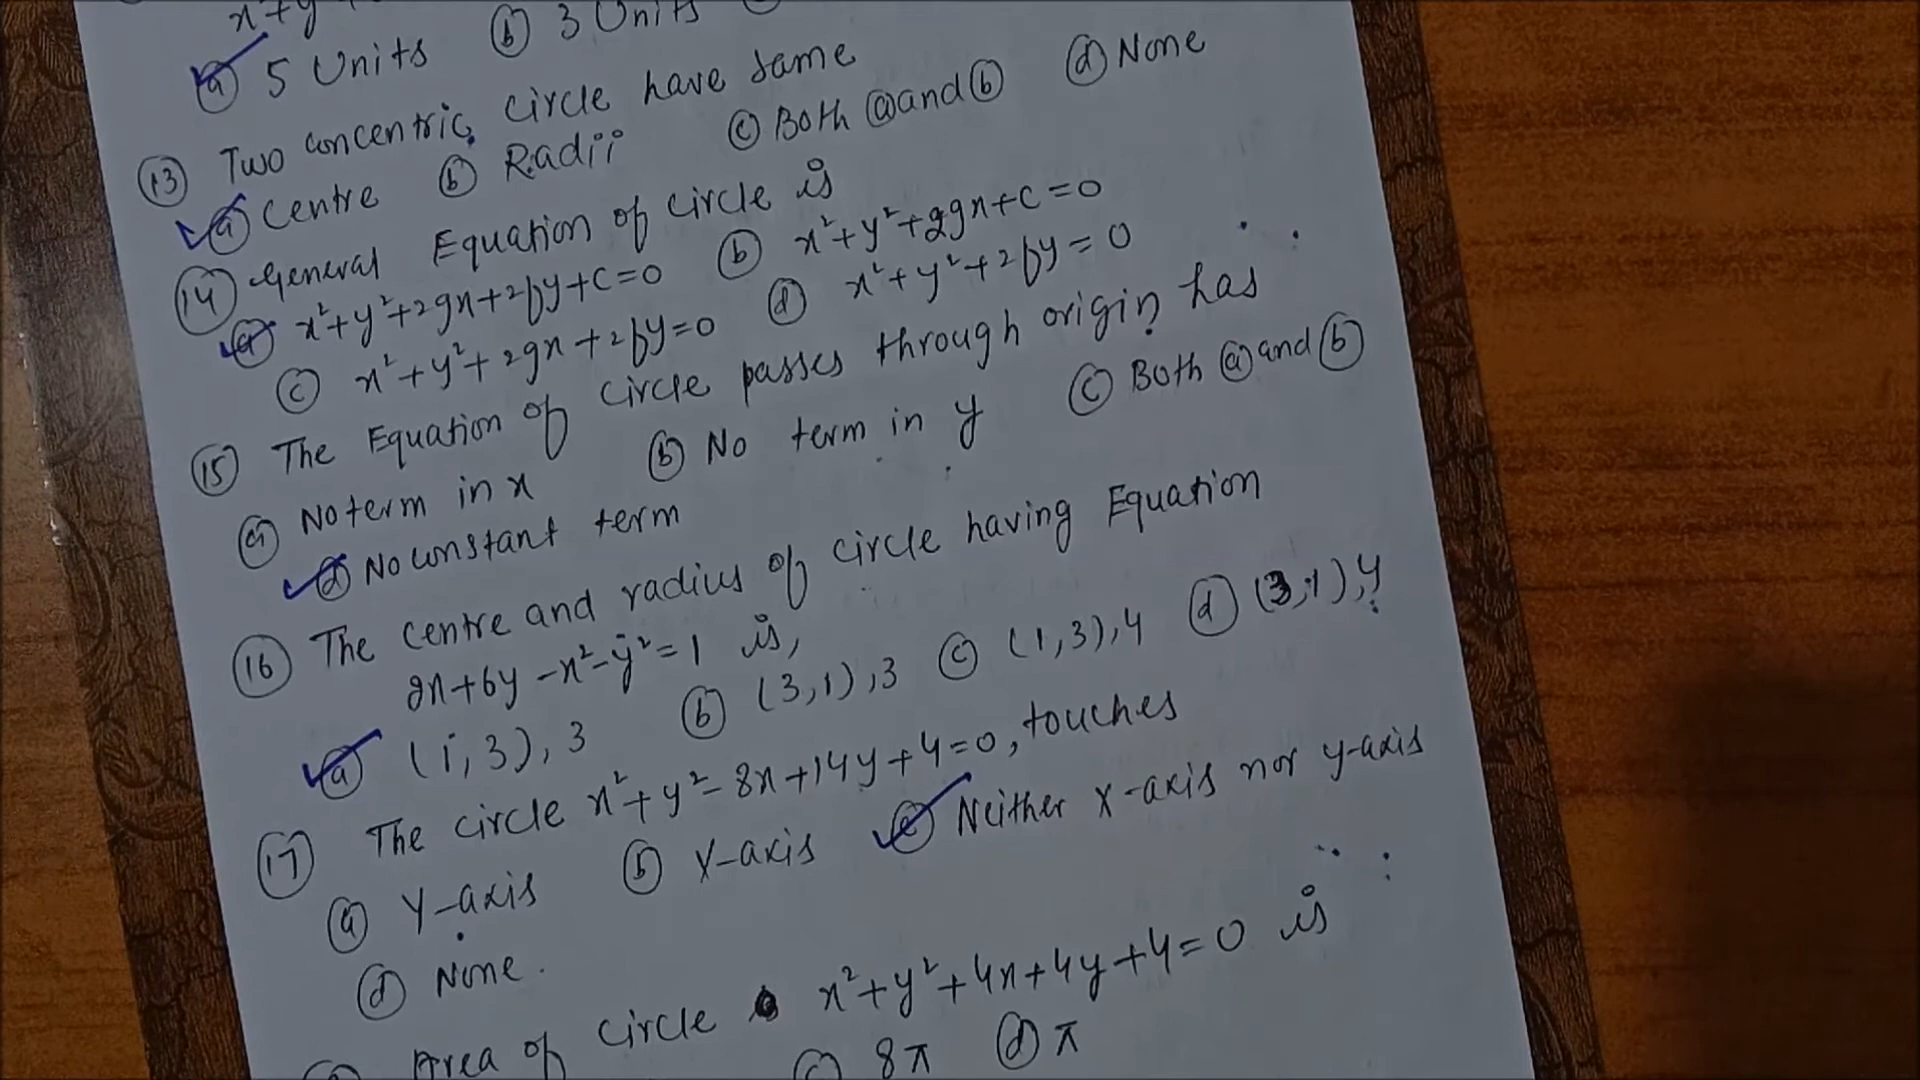 x²+y
ⓐ 5 Units ⓑ 3 Units
⑬ Two concentric circle have same
ⓐ Centre ⓑ Radii ⓒ Both ⓐ and ⓑ ⓓ None
⑭ General Equation of circle is
ⓐ x²+y²+2gx+2fy+c=0 ⓑ x²+y²+2gx+c=0
ⓒ x²+y²+2gx+2fy=0 ⓓ x²+y²+2fy=0
⑮ The Equation of circle passes through origin has
ⓐ No term in x ⓑ No term in y ⓒ Both ⓐ and ⓑ
ⓓ No constant term
⑯ The centre and radius of circle having Equation
2x+6y-x²-y²=1 is,
ⓐ (1,3),3 ⓑ (3,1),3 ⓒ (1,3),4 ⓓ (3,1),4
⑰ The circle x²+y²-8x+14y+4=0, touches
ⓐ Y-axis ⓑ X-axis ⓒ Neither X-axis nor y-axis
ⓓ None.
Area of circle x²+y²+4x+4y+4=0 is
ⓒ 8π ⓓ π